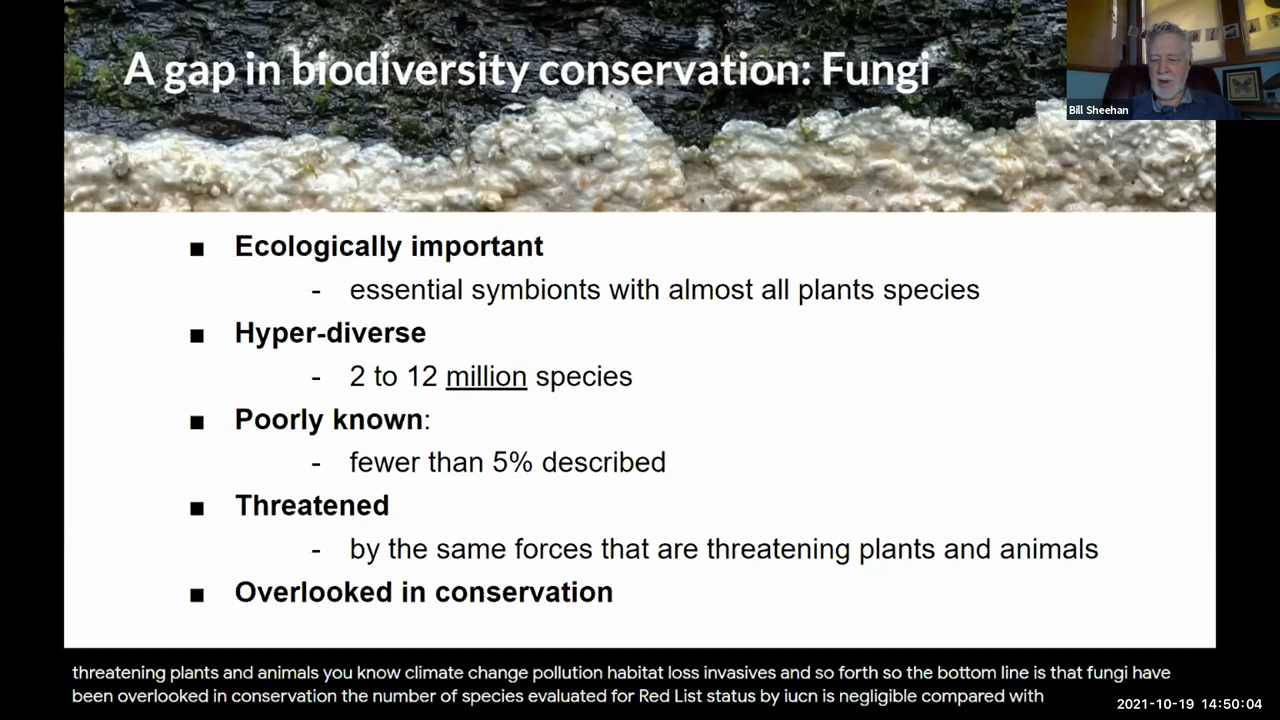 A gap in biodiversity conservation: Fungi
Bill Sheehan
■ Ecologically important
- essential symbionts with almost all plants species
■ Hyper-diverse
- 2 to 12 million species
■ Poorly known:
- fewer than 5% described
■ Threatened
- by the same forces that are threatening plants and animals
■ Overlooked in conservation
threatening plants and animals you know climate change pollution habitat loss invasives and so forth so the bottom line is that fungi have
been overlooked in conservation the number of species evaluated for Red List status by iucn is negligible compared with
2021-10-19 14:50:04